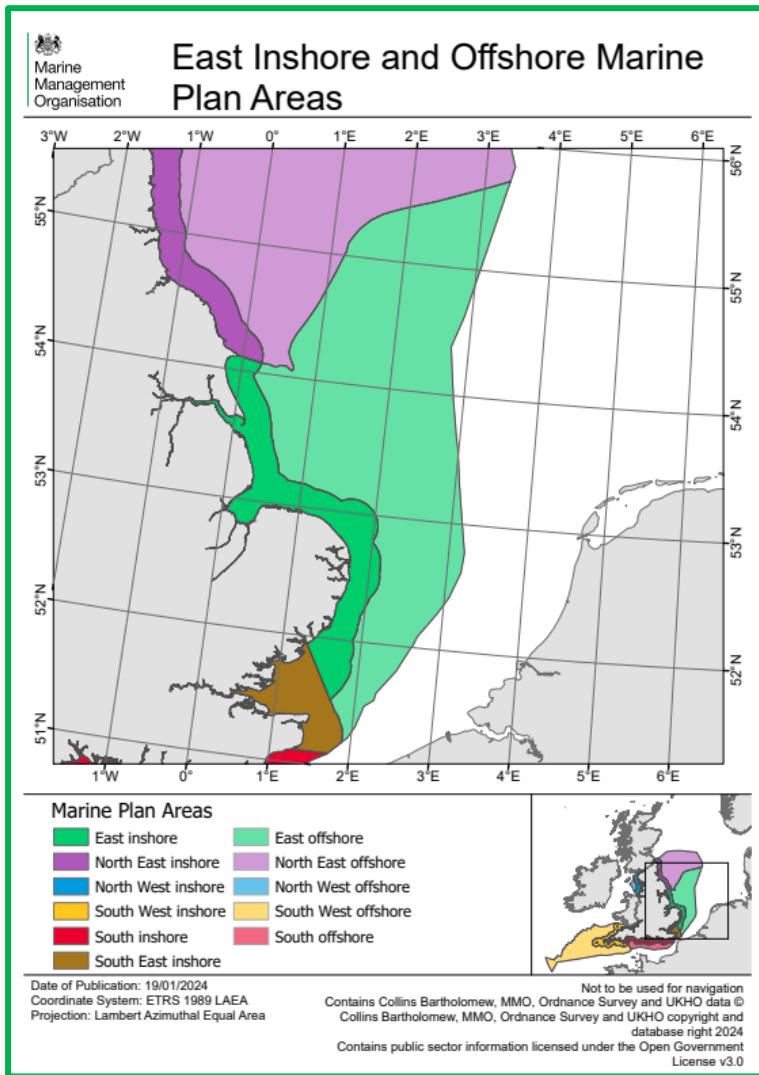 Marine
Management
Organisation
East Inshore and Offshore Marine
Plan Areas
3°W 2°W 1°W 0° 1°E 2°E 3°E 4°E 5°E 6°E
56°N
55°N
55°N
54°N
54°N
53°N
53°N
52°N
52°N
51°N
1°W 0° 1°E 2°E 3°E 4°E 5°E 6°E
Marine Plan Areas
East inshore
East offshore
North East inshore
North East offshore
North West inshore
North West offshore
South West inshore
South West offshore
South inshore
South offshore
South East inshore
Date of Publication: 19/01/2024
Coordinate System: ETRS 1989 LAEA
Projection: Lambert Azimuthal Equal Area
Not to be used for navigation
Contains Collins Bartholomew, MMO, Ordnance Survey and UKHO data ©
Collins Bartholomew, MMO, Ordnance Survey and UKHO copyright and
database right 2024
Contains public sector information licensed under the Open Government
License v3.0